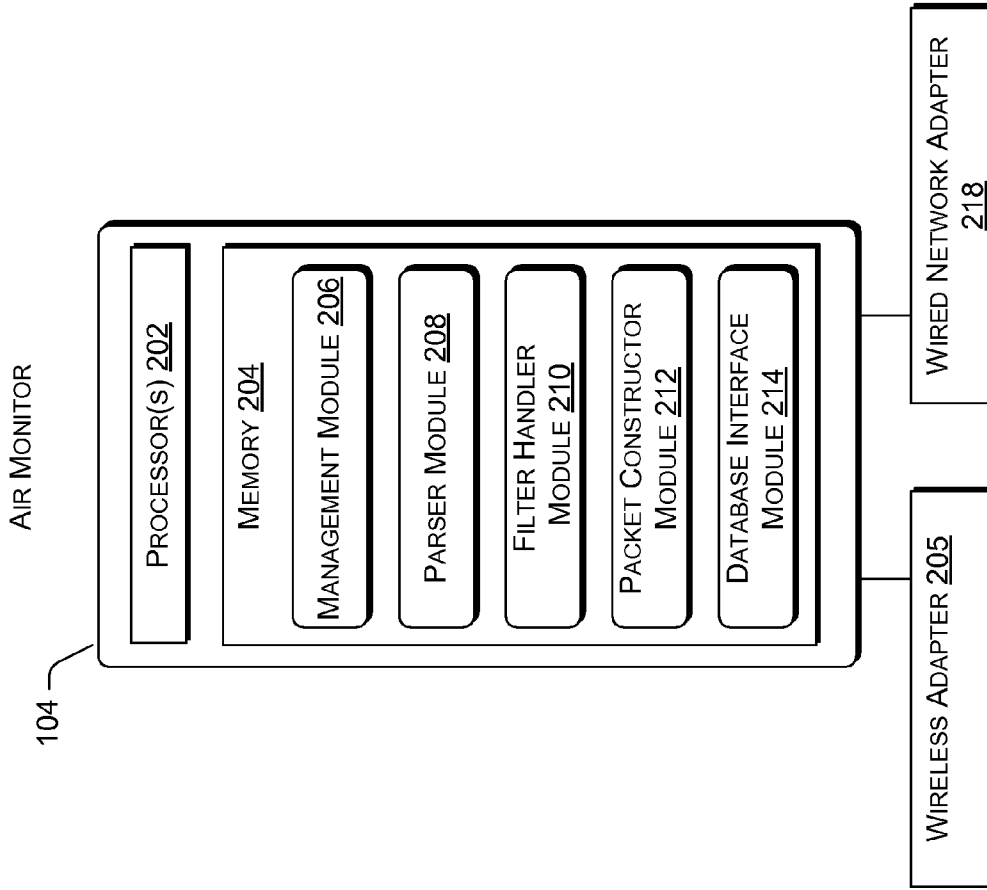 AIR MONITOR
104
PROCESSOR(S) 202
MEMORY 204
MANAGEMENT MODULE 206
PARSER MODULE 208
FILTER HANDLER
MODULE 210
PACKET CONSTRUCTOR
MODULE 212
DATABASE INTERFACE
MODULE 214
WIRELESS ADAPTER 205
WIRED NETWORK ADAPTER
218